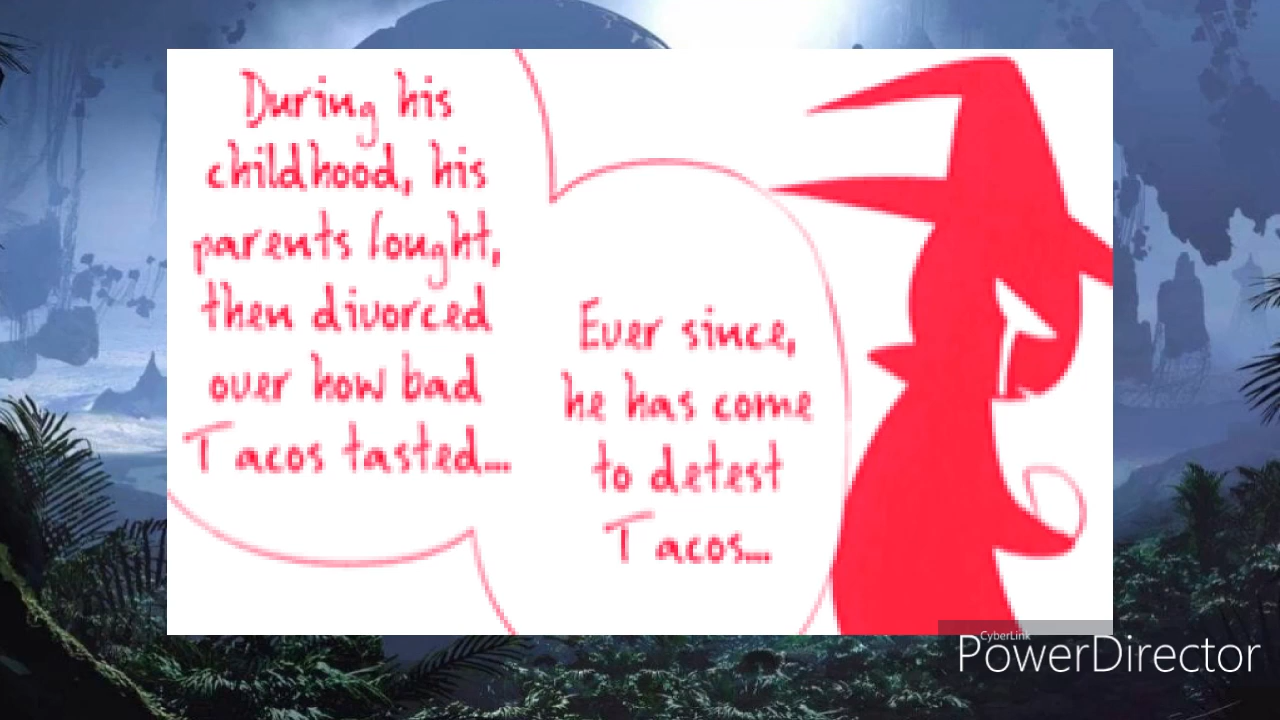 During his
childhood, his
parents fought,
then divorced
over how bad
Tacos tasted...
Ever since,
he has come
to detest
Tacos...
CyberLink
PowerDirector